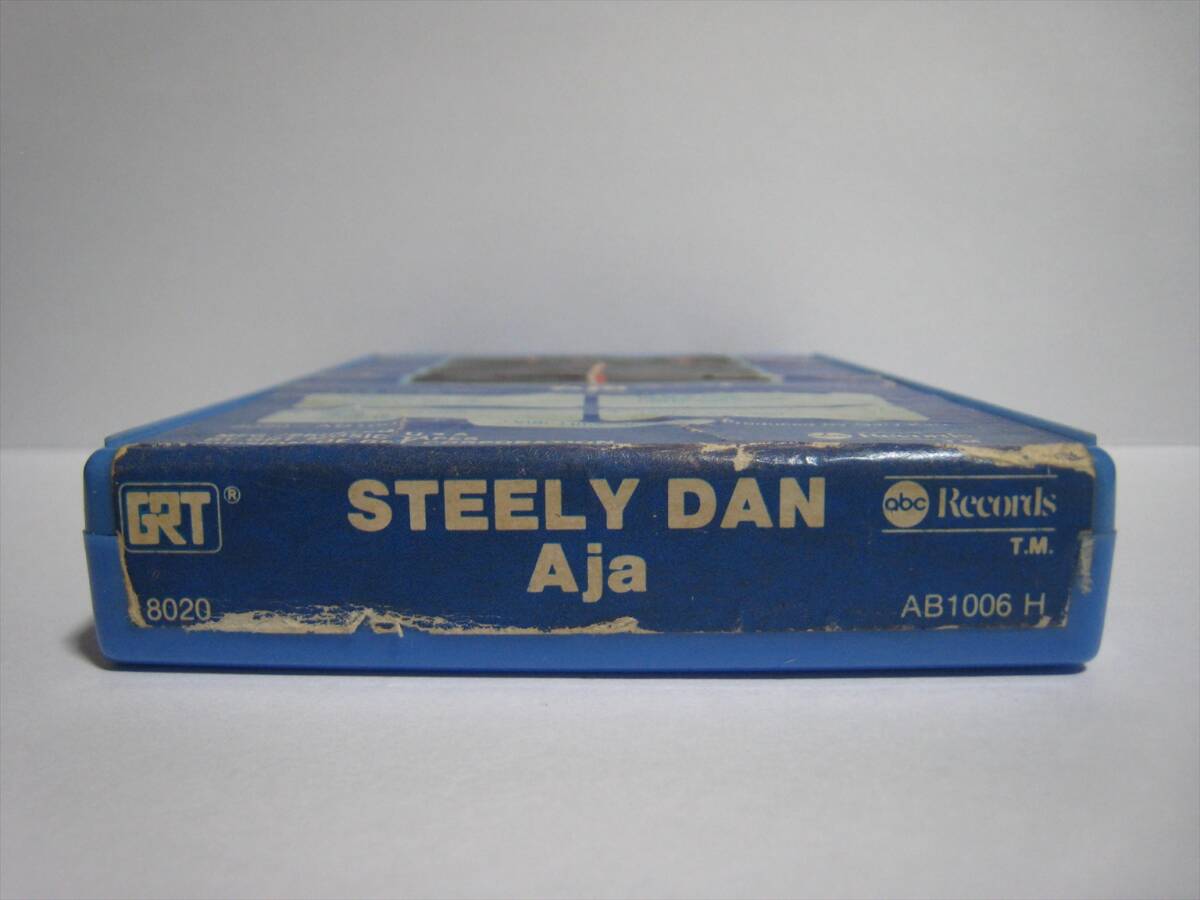 GRT®
STEELY DAN
Aja
abc Records
T.M.
8020
AB1006 H